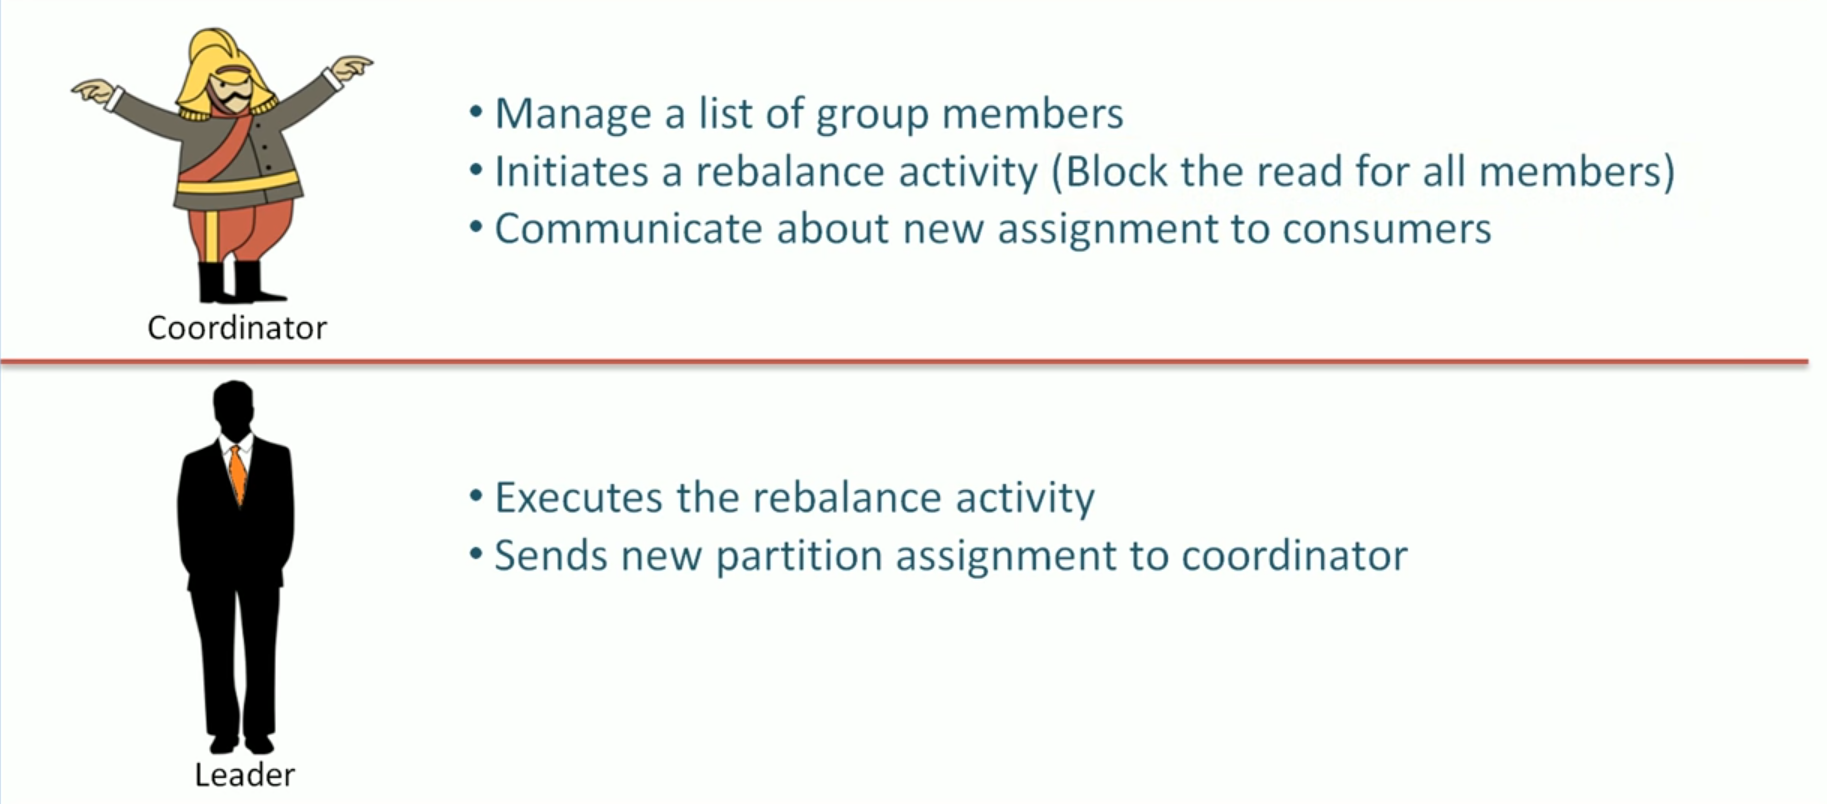 • Manage a list of group members
• Initiates a rebalance activity (Block the read for all members)
• Communicate about new assignment to consumers
Coordinator
• Executes the rebalance activity
• Sends new partition assignment to coordinator
Leader